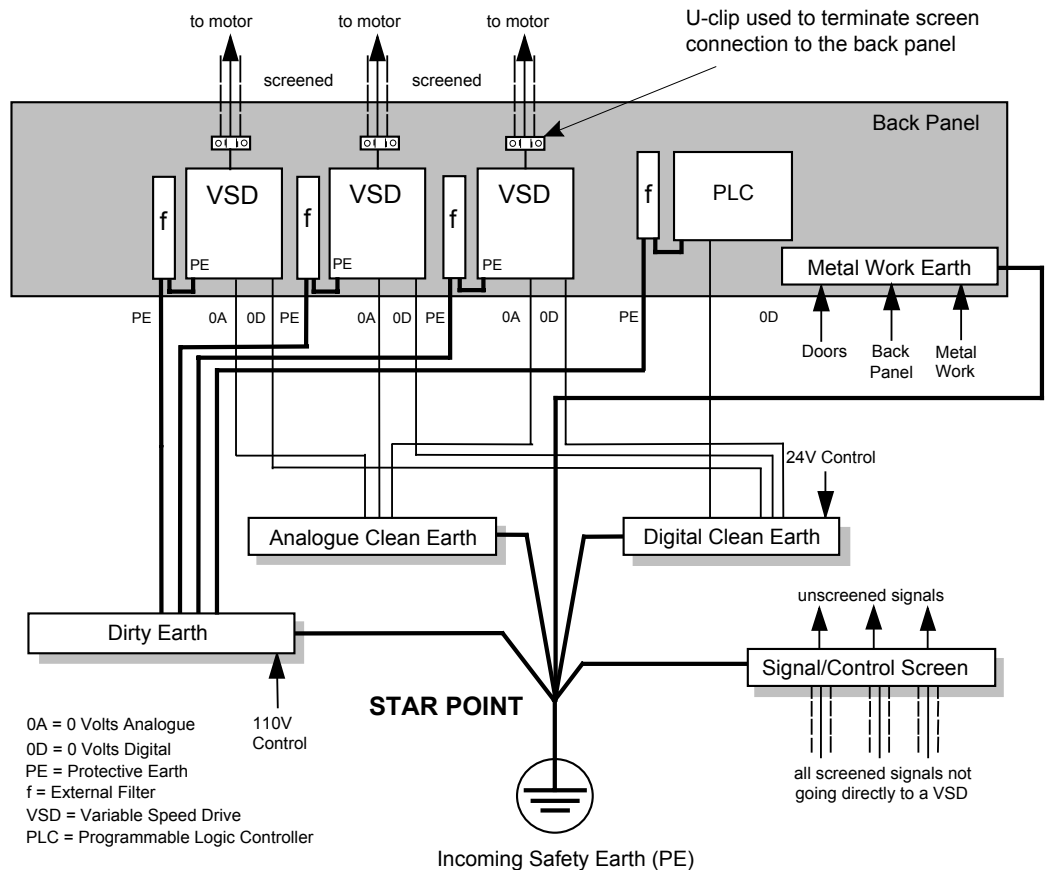 to motor
to motor
to motor
U-clip used to terminate screen
connection to the back panel
screened
screened
Back Panel
VSD
VSD
VSD
PLC
f
f
f
f
PE
PE
PE
Metal Work Earth
PE
0A
0D
PE
0A
0D
PE
0A
0D
PE
0D
Doors
Back
Panel
Metal
Work
24V Control
Analogue Clean Earth
Digital Clean Earth
unscreened signals
Dirty Earth
Signal/Control Screen
STAR POINT
110V
Control
0A = 0 Volts Analogue
0D = 0 Volts Digital
PE = Protective Earth
f = External Filter
VSD = Variable Speed Drive
PLC = Programmable Logic Controller
all screened signals not
going directly to a VSD
Incoming Safety Earth (PE)